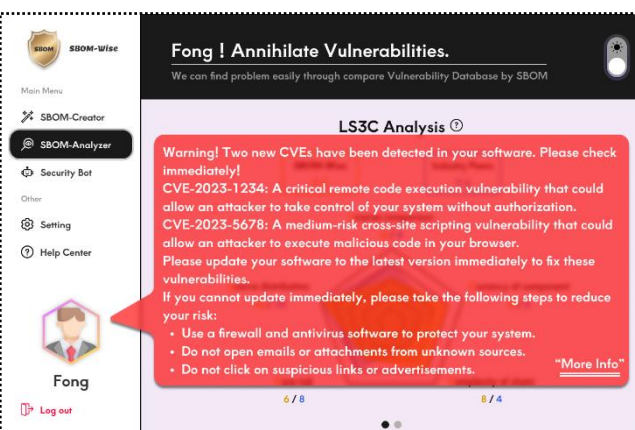 SBOM
SBOM-Wise
Main Menu
SBOM-Creator
SBOM-Analyzer
Security Bot
Other
Setting
Help Center
Fong
Log out
Fong ! Annihilate Vulnerabilities.
We can find problem easily through compare Vulnerability Database by SBOM
LS3C Analysis ?
Warning! Two new CVEs have been detected in your software. Please check
immediately!
CVE-2023-1234: A critical remote code execution vulnerability that could
allow an attacker to take control of your system without authorization.
CVE-2023-5678: A medium-risk cross-site scripting vulnerability that could
allow an attacker to execute malicious code in your browser.
Please update your software to the latest version immediately to fix these
vulnerabilities.
If you cannot update immediately, please take the following steps to reduce
your risk:
• Use a firewall and antivirus software to protect your system.
• Do not open emails or attachments from unknown sources.
• Do not click on suspicious links or advertisements.
"More Info"
6 / 8
8 / 4